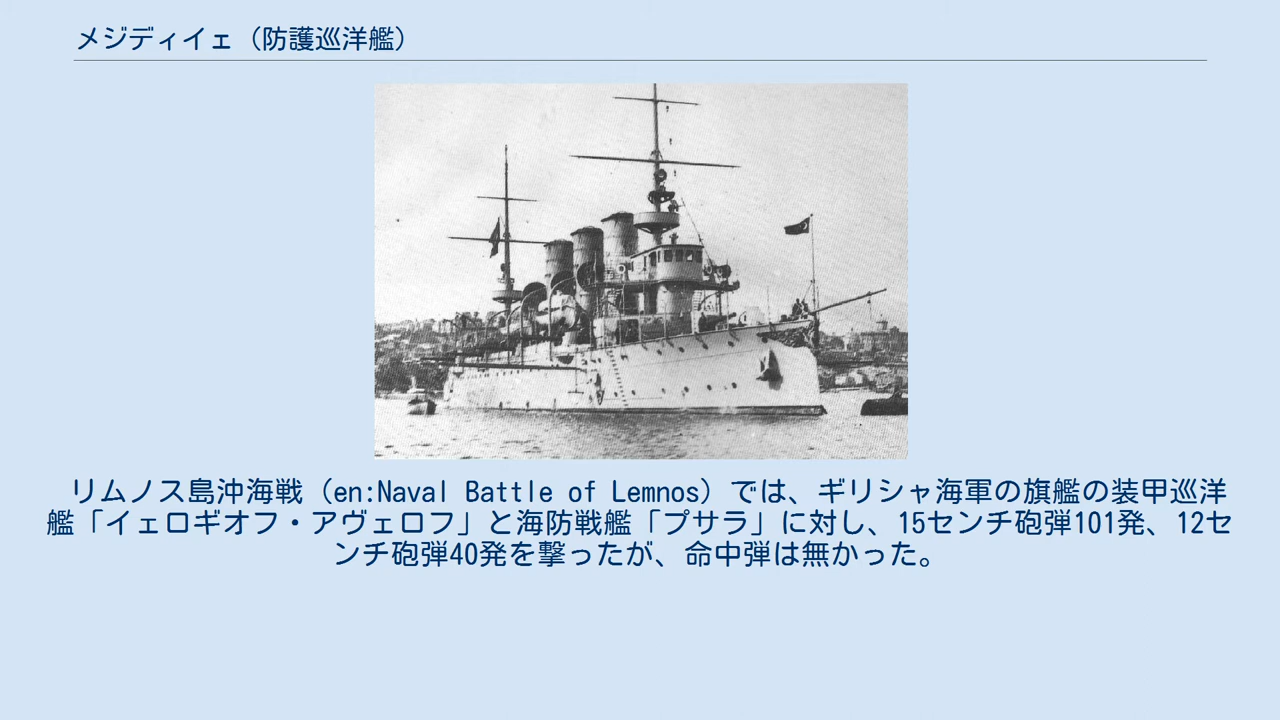 メジディイェ（防護巡洋艦）
リムノス島沖海戦（en:Naval Battle of Lemnos）では、ギリシャ海軍の旗艦の装甲巡洋
艦「イェロギオフ・アヴェロフ」と海防戦艦「プサラ」に対し、15センチ砲弾101発、12セ
ンチ砲弾40発を撃ったが、命中弾は無かった。